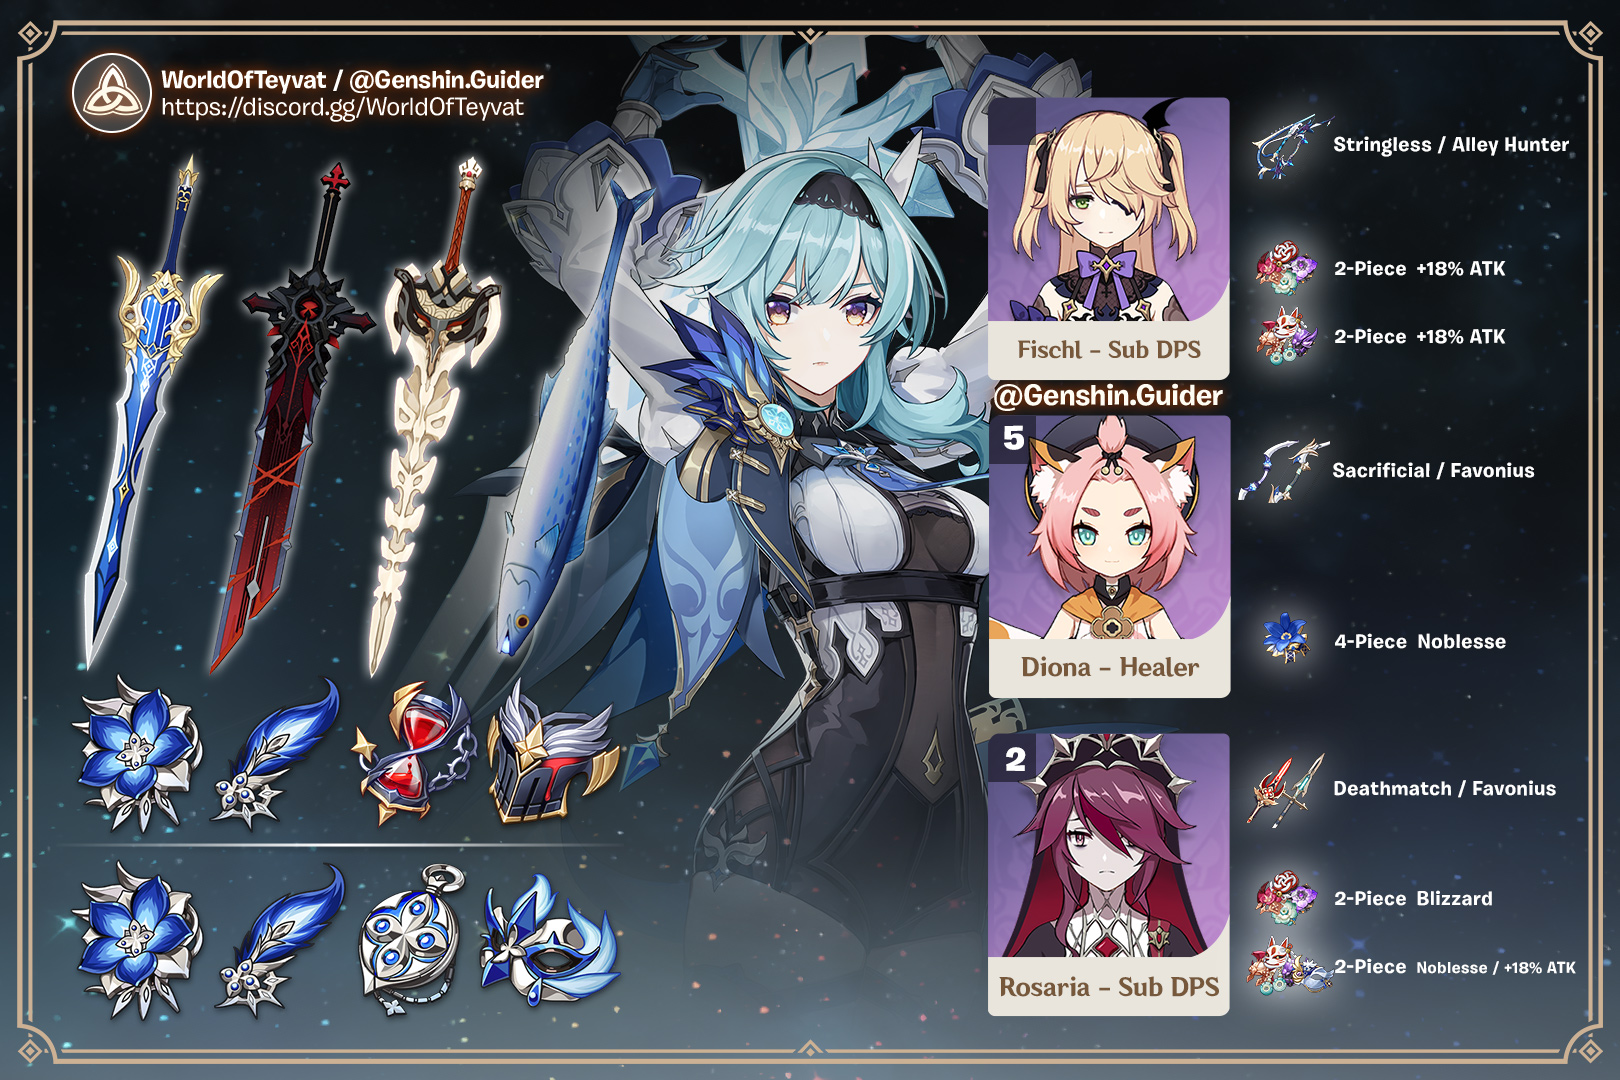 WorldOfTeyvat / @Genshin.Guider
https://discord.gg/WorldOfTeyvat
Fischl - Sub DPS
Stringless / Alley Hunter
2-Piece +18% ATK
2-Piece +18% ATK
@Genshin.Guider
5
Diona - Healer
Sacrificial / Favonius
4-Piece Noblesse
2
Rosaria - Sub DPS
Deathmatch / Favonius
2-Piece Blizzard
2-Piece Noblesse / +18% ATK